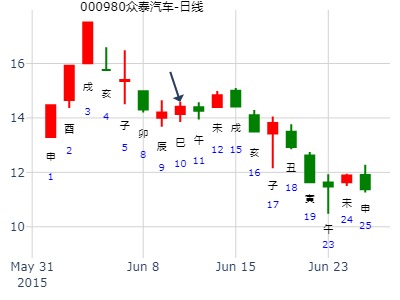 000980众泰汽车-日线
16
14
12
10
申
1
酉
2
戌
3
亥
4
子
5
卯
8
辰
9
巳
10
午
11
未
12
戌
15
亥
16
子
17
丑
18
寅
19
午
23
未
24
申
25
May 31
2015
Jun 8
Jun 15
Jun 23